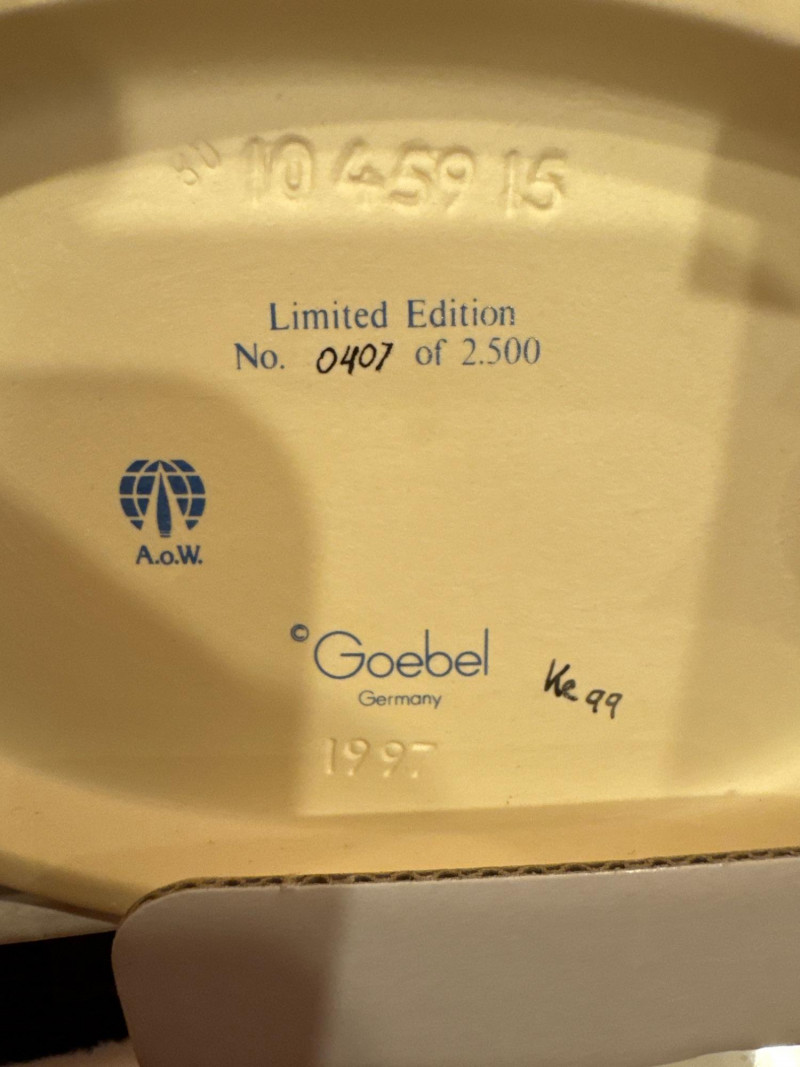 10 459 15
Limited Edition
No. 0407 of 2.500
A.o.W.
© Goebel
Germany
Ke 99
1997